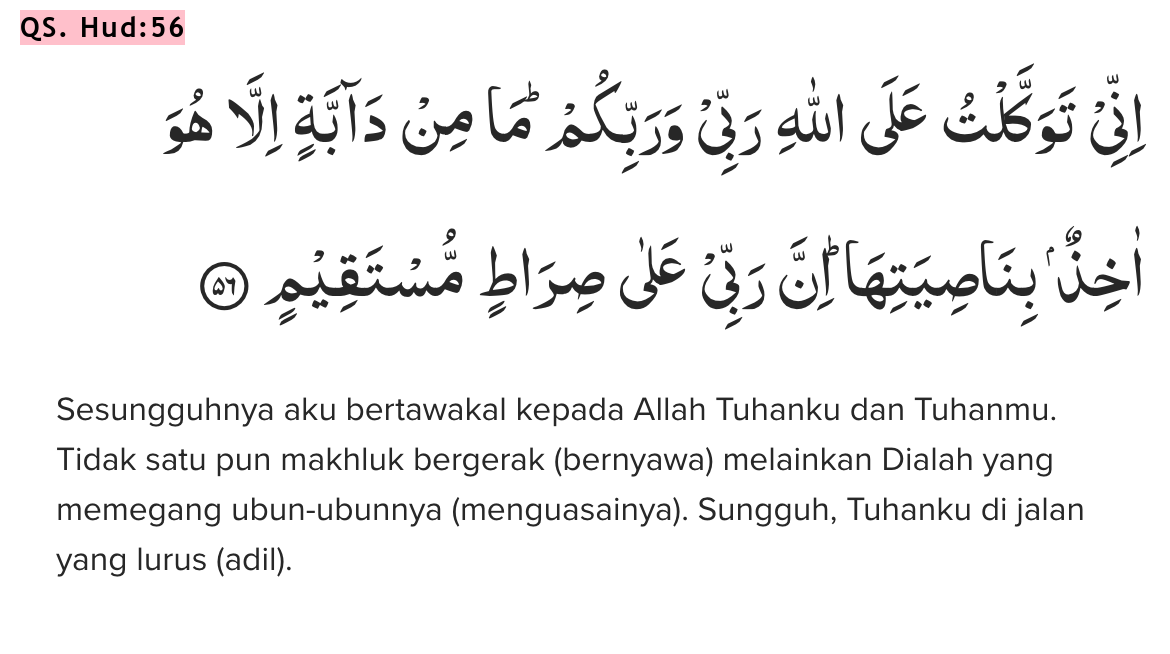 QS. Hud:56
اِنِّيْ تَوَكَّلْتُ عَلَى اللّٰهِ رَبِّيْ وَرَبِّكُمْ ۗمَا مِنْ دَاۤبَّةٍ اِلَّا هُوَ
اٰخِذٌۢ بِنَاصِيَتِهَا ۗاِنَّ رَبِّيْ عَلٰى صِرَاطٍ مُّسْتَقِيْمٍ ۝٥٦
Sesungguhnya aku bertawakal kepada Allah Tuhanku dan Tuhanmu.
Tidak satu pun makhluk bergerak (bernyawa) melainkan Dialah yang
memegang ubun-ubunnya (menguasainya). Sungguh, Tuhanku di jalan
yang lurus (adil).